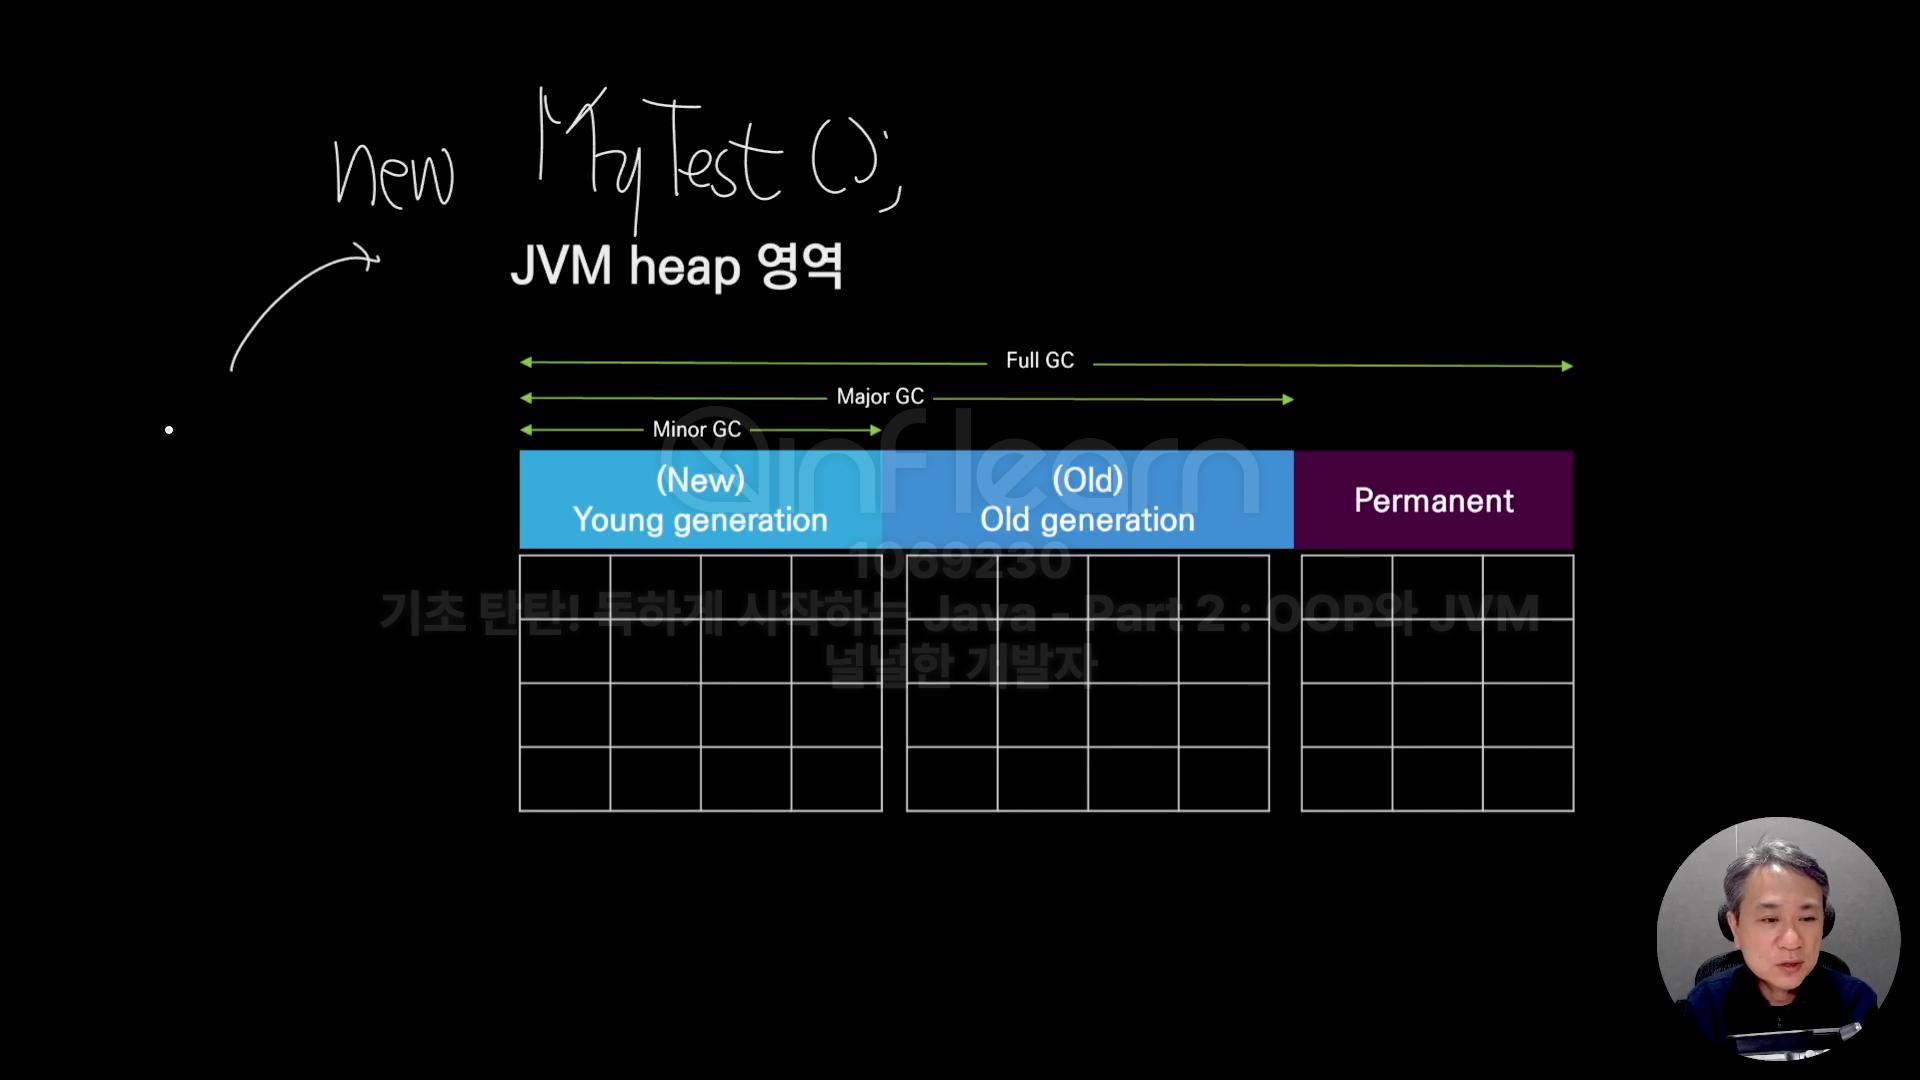 new MyTest();
JVM heap 영역
Full GC
Major GC
Minor GC
(New)
Young generation
(Old)
Old generation
Permanent
inflearn
1069230
기초 탄탄! 독하게 시작하는 Java - Part 2 : OOP와 JVM
널널한 개발자